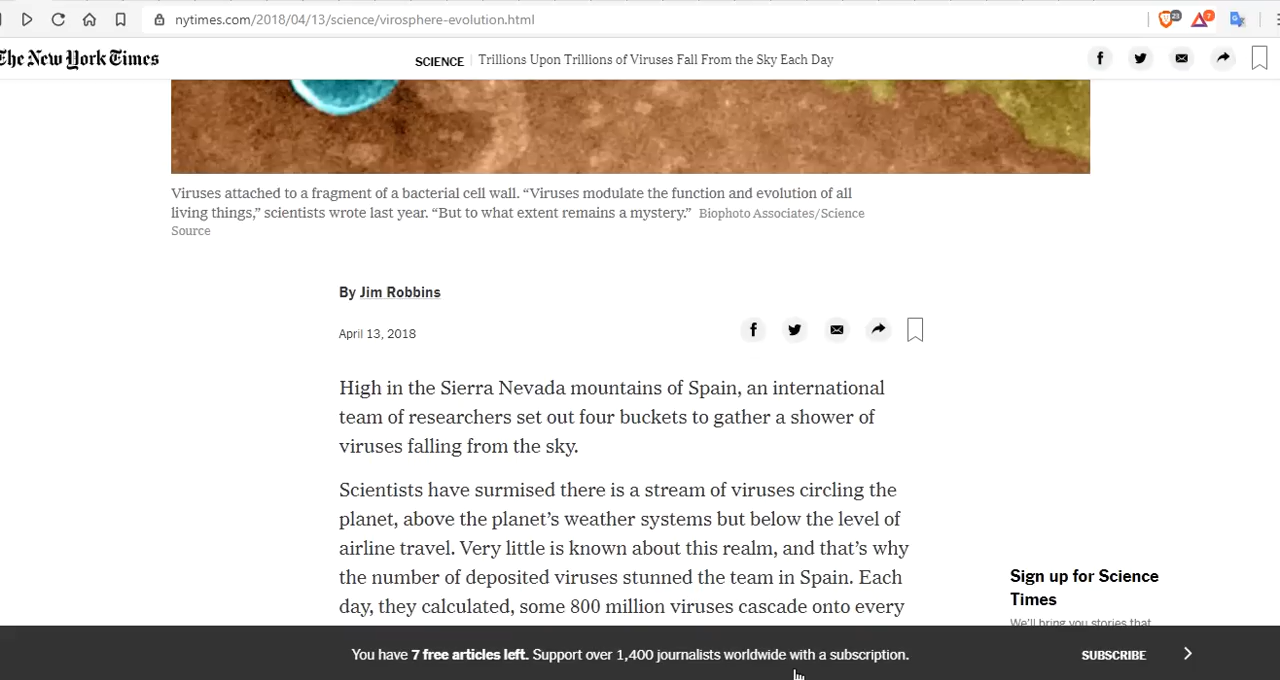 nytimes.com/2018/04/13/science/virosphere-evolution.html
23
7
The New York Times
SCIENCE | Trillions Upon Trillions of Viruses Fall From the Sky Each Day
Viruses attached to a fragment of a bacterial cell wall. “Viruses modulate the function and evolution of all
living things,” scientists wrote last year. “But to what extent remains a mystery.” Biophoto Associates/Science
Source
By Jim Robbins
April 13, 2018
High in the Sierra Nevada mountains of Spain, an international
team of researchers set out four buckets to gather a shower of
viruses falling from the sky.
Scientists have surmised there is a stream of viruses circling the
planet, above the planet’s weather systems but below the level of
airline travel. Very little is known about this realm, and that’s why
the number of deposited viruses stunned the team in Spain. Each
day, they calculated, some 800 million viruses cascade onto every
Sign up for Science
Times
We’ll bring you stories that
You have 7 free articles left. Support over 1,400 journalists worldwide with a subscription.
SUBSCRIBE